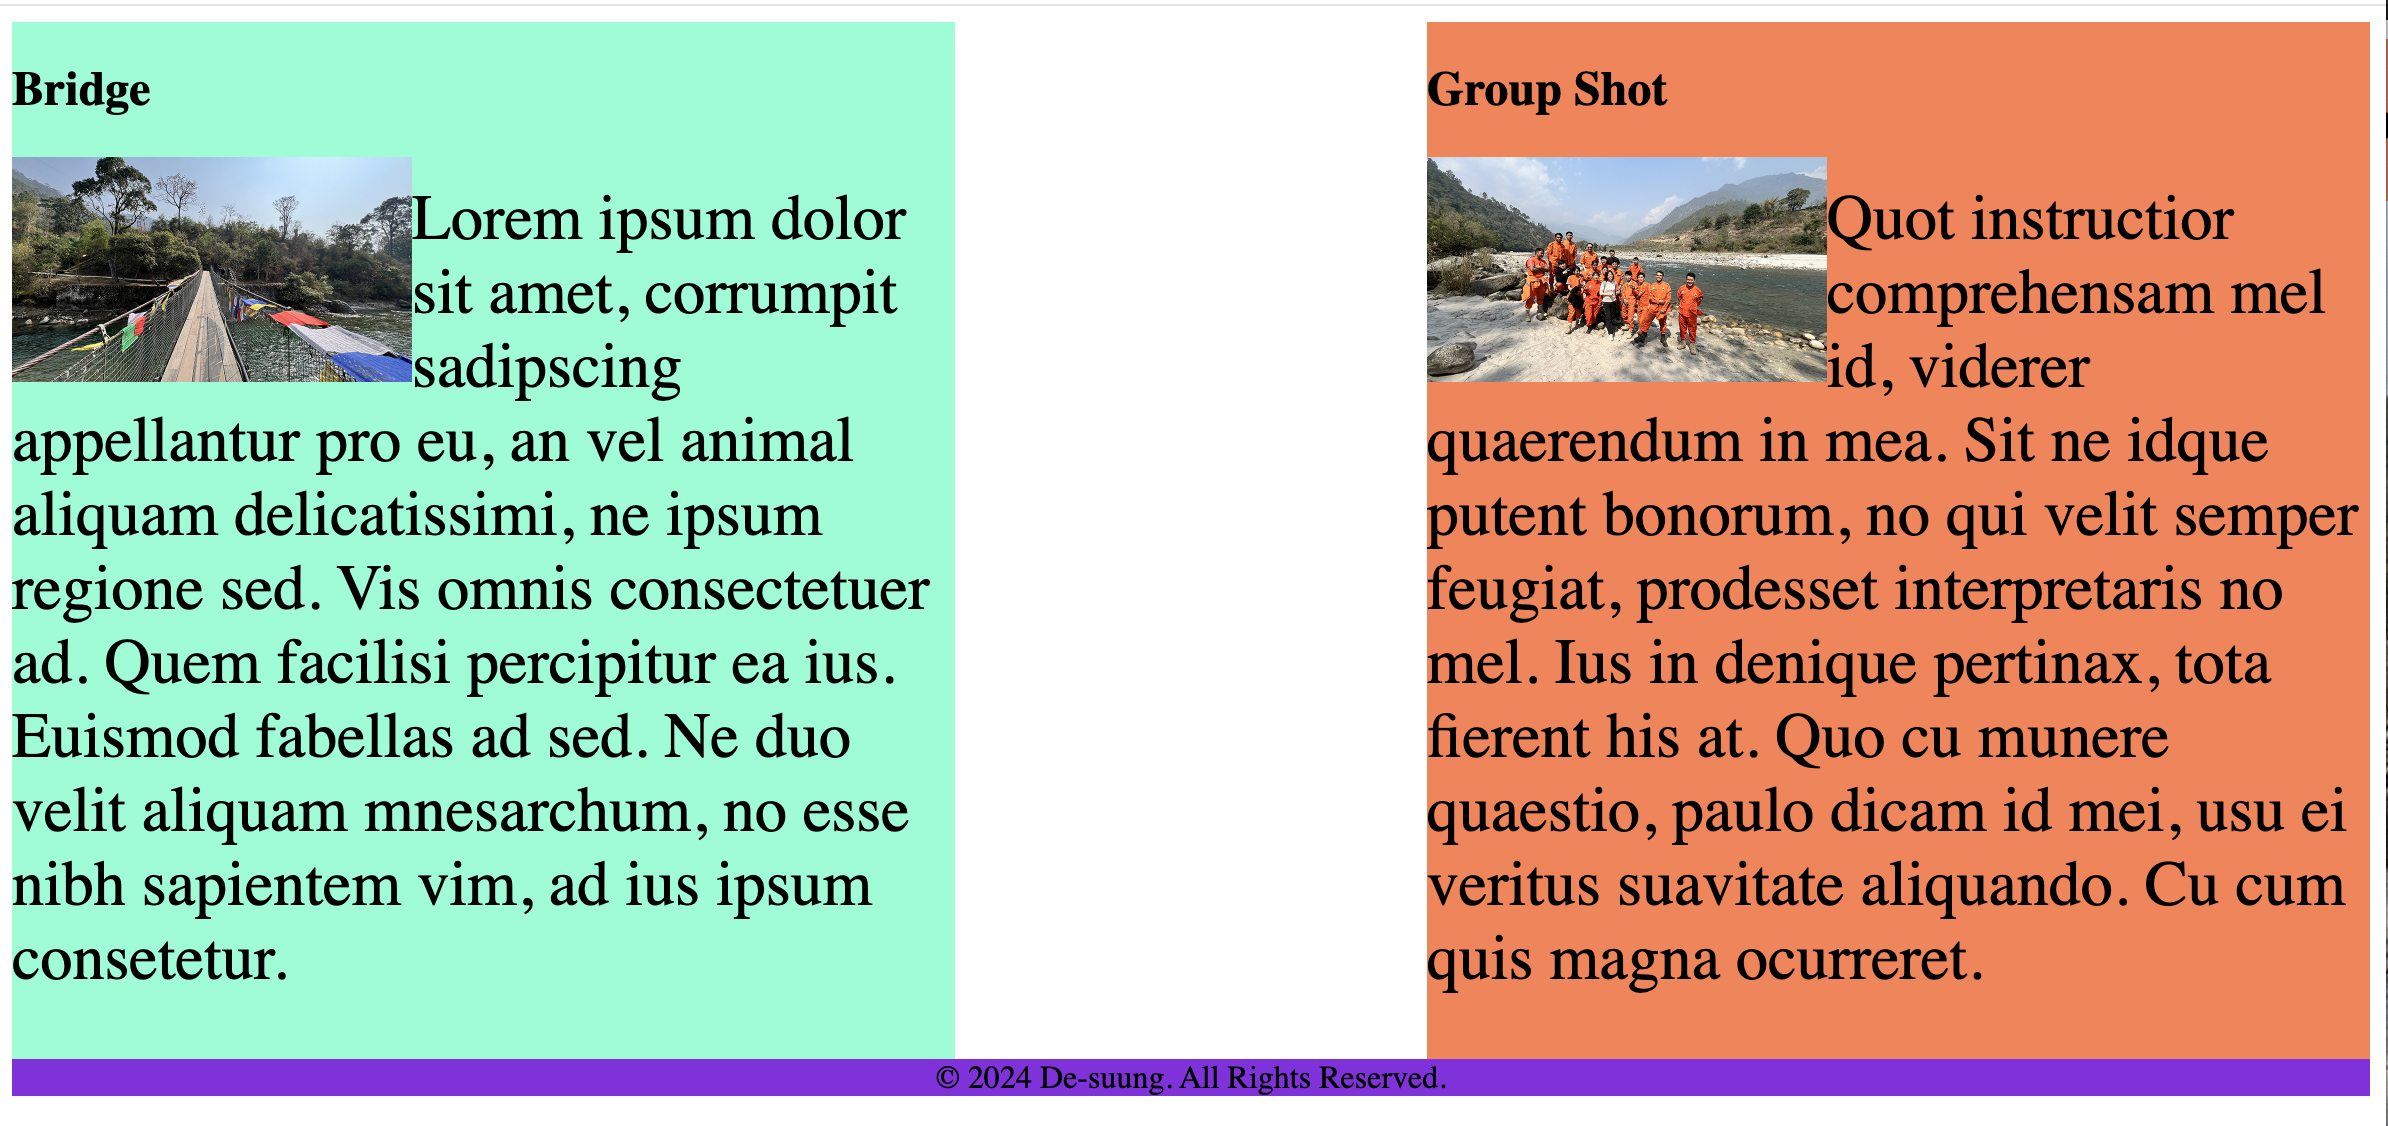 Bridge
Lorem ipsum dolor
sit amet, corrumpit
sadipscing
appellantur pro eu, an vel animal
aliquam delicatissimi, ne ipsum
regione sed. Vis omnis consectetuer
ad. Quem facilisi percipitur ea ius.
Euismod fabellas ad sed. Ne duo
velit aliquam mnesarchum, no esse
nibh sapientem vim, ad ius ipsum
consetetur.
Group Shot
Quot instructior
comprehensam mel
id, viderer
quaerendum in mea. Sit ne idque
putent bonorum, no qui velit semper
feugiat, prodesset interpretaris no
mel. Ius in denique pertinax, tota
fierent his at. Quo cu munere
quaestio, paulo dicam id mei, usu ei
veritus suavitate aliquando. Cu cum
quis magna ocurreret.
© 2024 De-suung. All Rights Reserved.